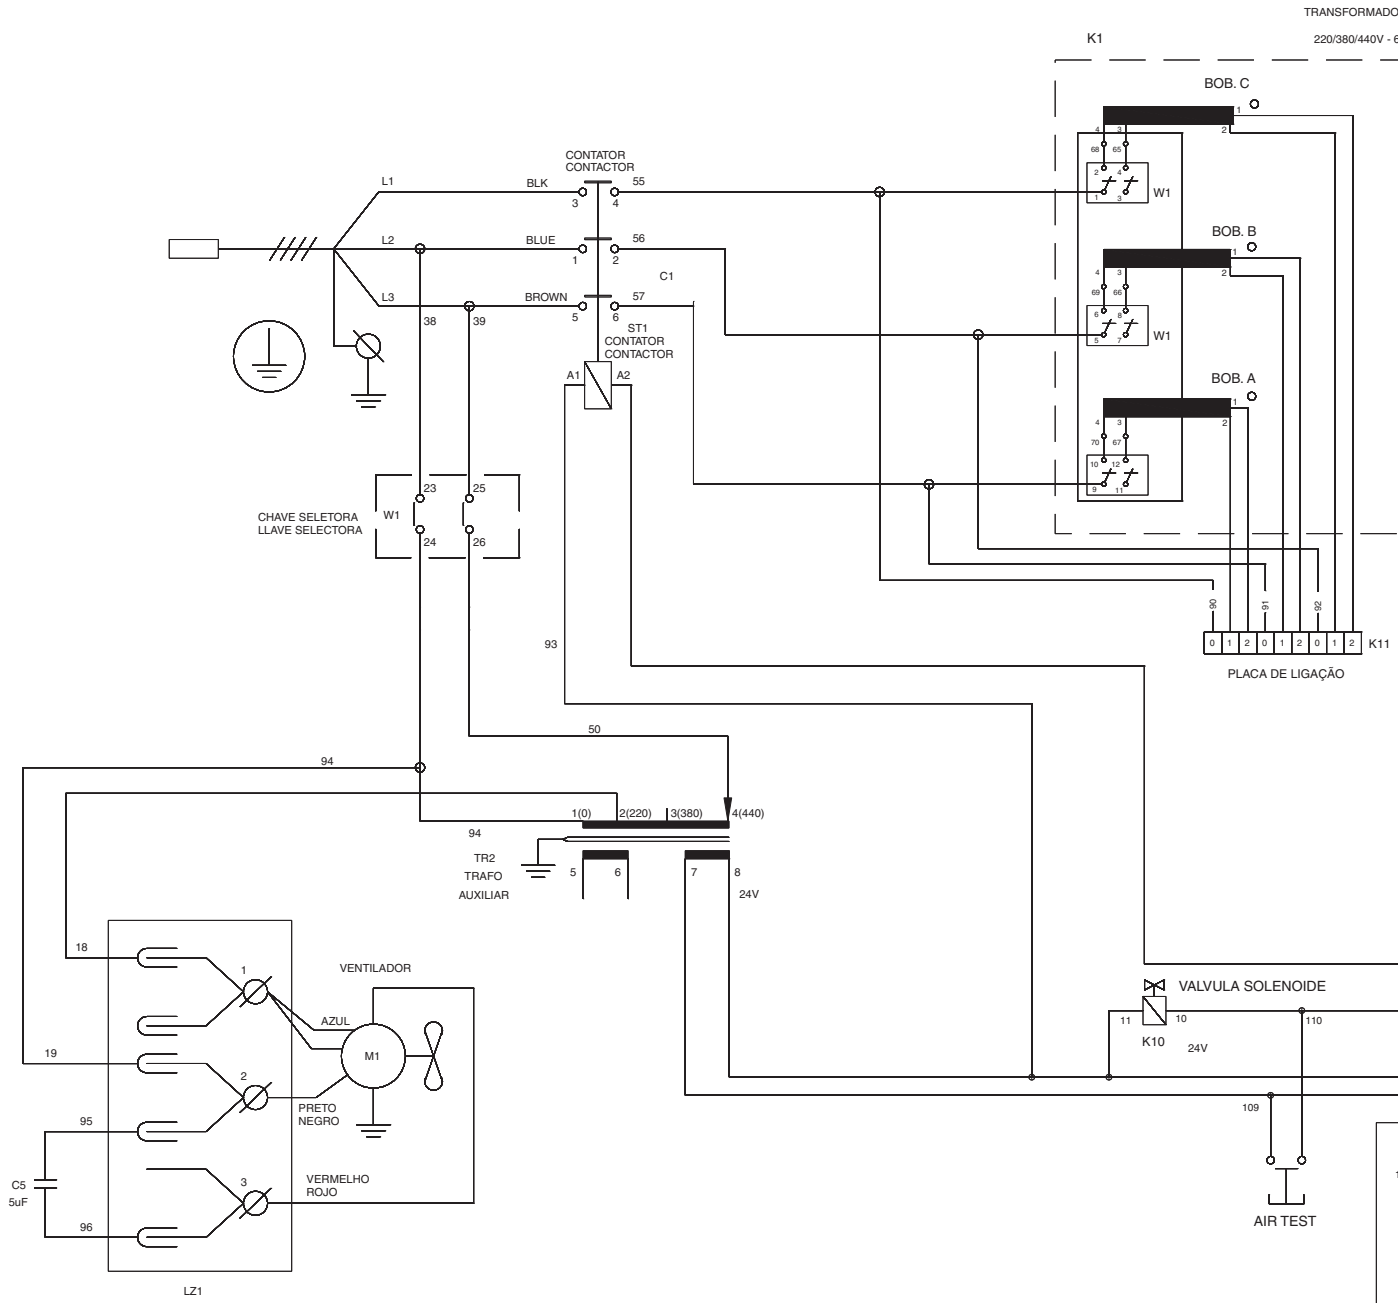 TRANSFORMADO
K1
220/380/440V - 6
BOB. C
1
4 3 2
68 65
2 4
1 3
W1
CONTATOR
CONTACTOR
L1
BLK
3 4
55
L2
BLUE
1 2
56
C1
L3
BROWN
5 6
57
38 39
ST1
CONTATOR
CONTACTOR
A1 A2
BOB. B
1
4 3 2
69 66
6 8
5 7
W1
BOB. A
1
4 3 2
70 67
10 12
9 11
23 25
CHAVE SELETORA
LLAVE SELECTORA
W1
24 26
90 91 92
0 1 2 0 1 2 0 1 2
K11
PLACA DE LIGAÇÃO
93
50
94
1(0) 2(220) 3(380) 4(440)
94
TR2
TRAFO
AUXILIAR
5 6 7 8
24V
18
1
VENTILADOR
AZUL
M1
19
2
PRETO
NEGRO
95
C5
5uF
3
VERMELHO
ROJO
96
LZ1
VALVULA SOLENOIDE
11 10 110
K10
24V
109
AIR TEST